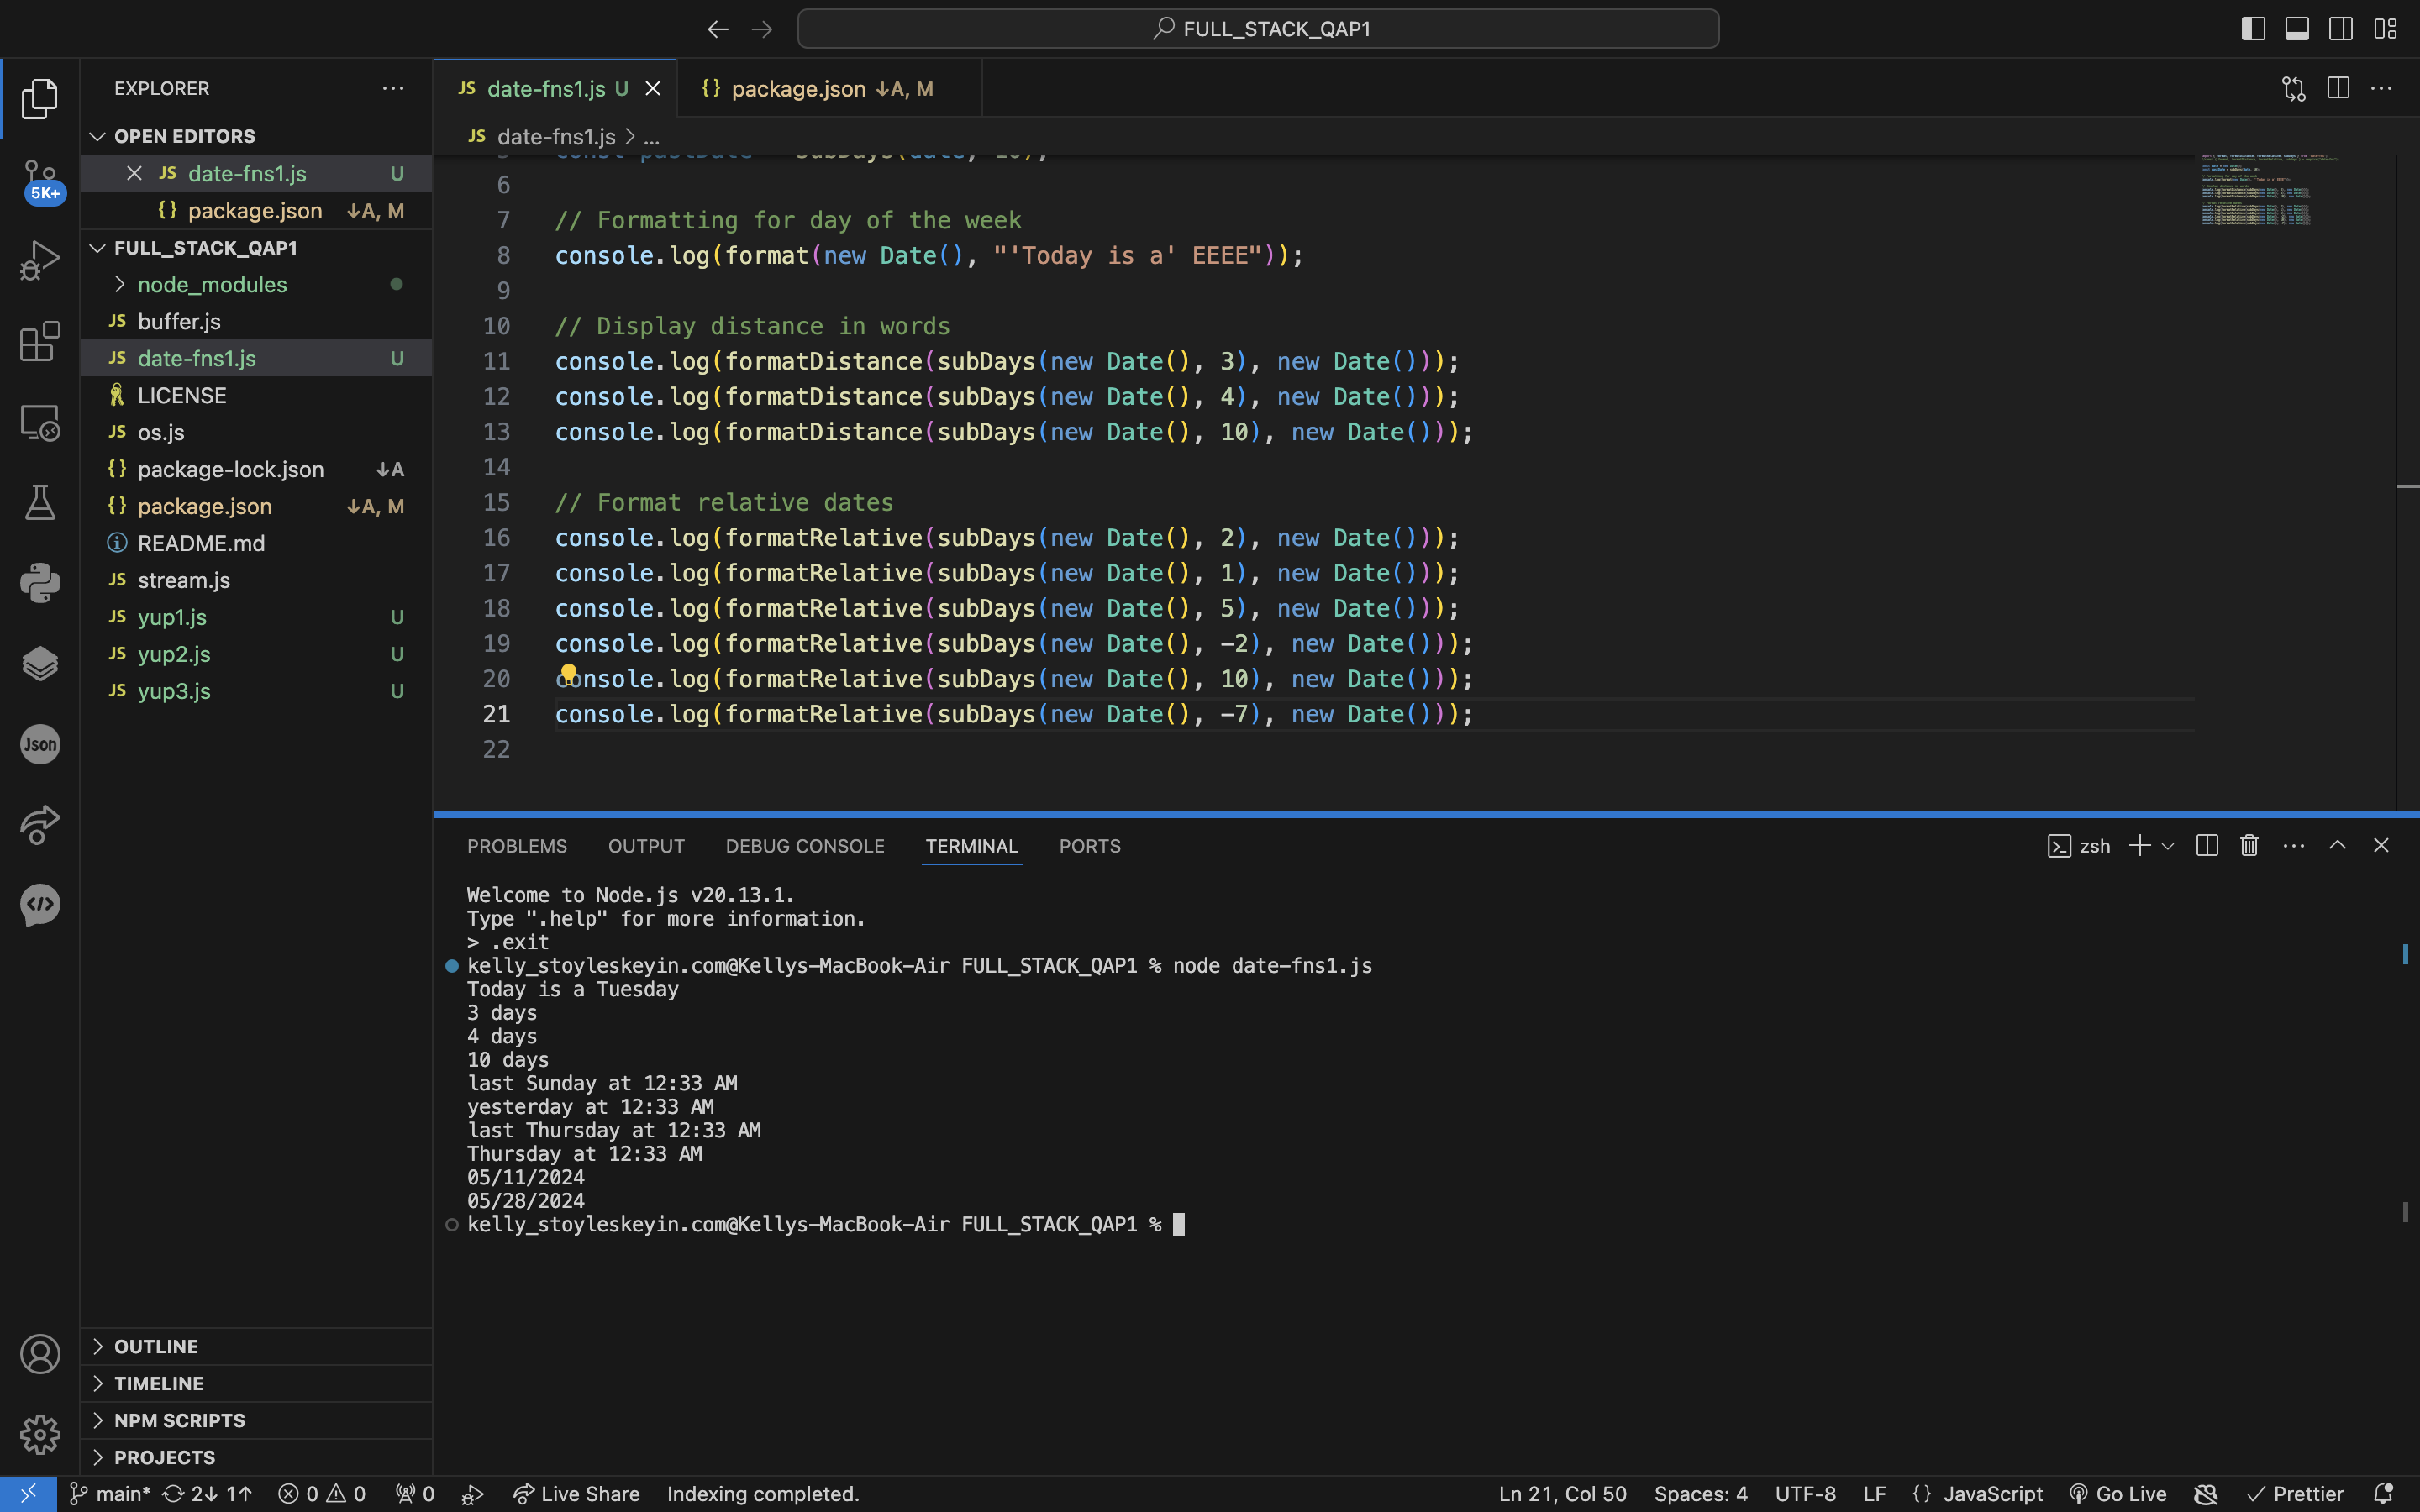 FULL_STACK_QAP1
EXPLORER
OPEN EDITORS
JS date-fns1.js U
{} package.json ↓A, M
FULL_STACK_QAP1
node_modules
JS buffer.js
JS date-fns1.js U
LICENSE
JS os.js
{} package-lock.json ↓A
{} package.json ↓A, M
README.md
JS stream.js
JS yup1.js U
JS yup2.js U
JS yup3.js U
OUTLINE
TIMELINE
NPM SCRIPTS
PROJECTS
5K+
Json
JS date-fns1.js U
{} package.json ↓A, M
JS date-fns1.js > ...
5 const pastDate = subDays(date, 10);
6
7 // Formatting for day of the week
8 console.log(format(new Date(), "'Today is a' EEEE"));
9
10 // Display distance in words
11 console.log(formatDistance(subDays(new Date(), 3), new Date()));
12 console.log(formatDistance(subDays(new Date(), 4), new Date()));
13 console.log(formatDistance(subDays(new Date(), 10), new Date()));
14
15 // Format relative dates
16 console.log(formatRelative(subDays(new Date(), 2), new Date()));
17 console.log(formatRelative(subDays(new Date(), 1), new Date()));
18 console.log(formatRelative(subDays(new Date(), 5), new Date()));
19 console.log(formatRelative(subDays(new Date(), -2), new Date()));
20 console.log(formatRelative(subDays(new Date(), 10), new Date()));
21 console.log(formatRelative(subDays(new Date(), -7), new Date()));
22
PROBLEMS OUTPUT DEBUG CONSOLE TERMINAL PORTS
zsh
Welcome to Node.js v20.13.1.
Type ".help" for more information.
> .exit
kelly_stoyleskeyin.com@Kellys-MacBook-Air FULL_STACK_QAP1 % node date-fns1.js
Today is a Tuesday
3 days
4 days
10 days
last Sunday at 12:33 AM
yesterday at 12:33 AM
last Thursday at 12:33 AM
Thursday at 12:33 AM
05/11/2024
05/28/2024
kelly_stoyleskeyin.com@Kellys-MacBook-Air FULL_STACK_QAP1 %
main* 2↓ 1↑ 0 0 0 Live Share Indexing completed. Ln 21, Col 50 Spaces: 4 UTF-8 LF {} JavaScript Go Live Prettier